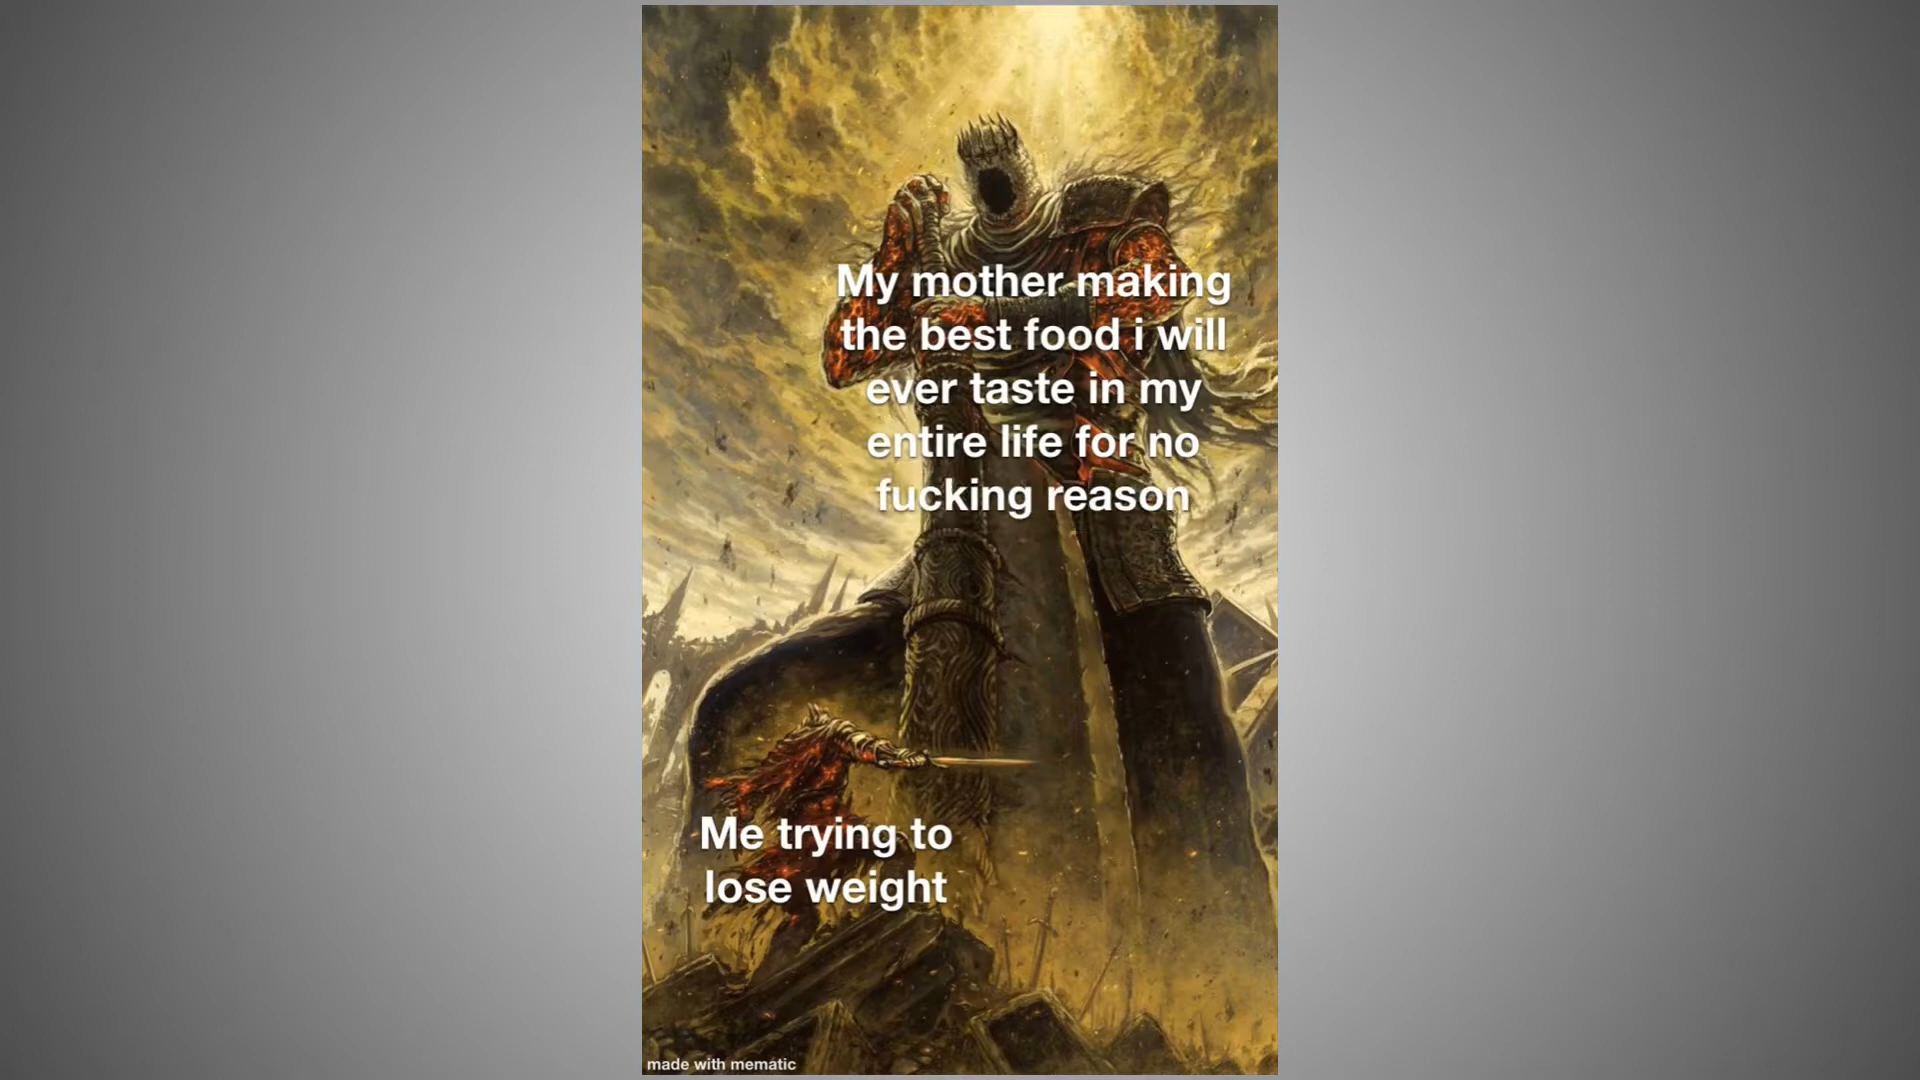 My mother making
the best food i will
ever taste in my
entire life for no
fucking reason
Me trying to
lose weight
made with mematic